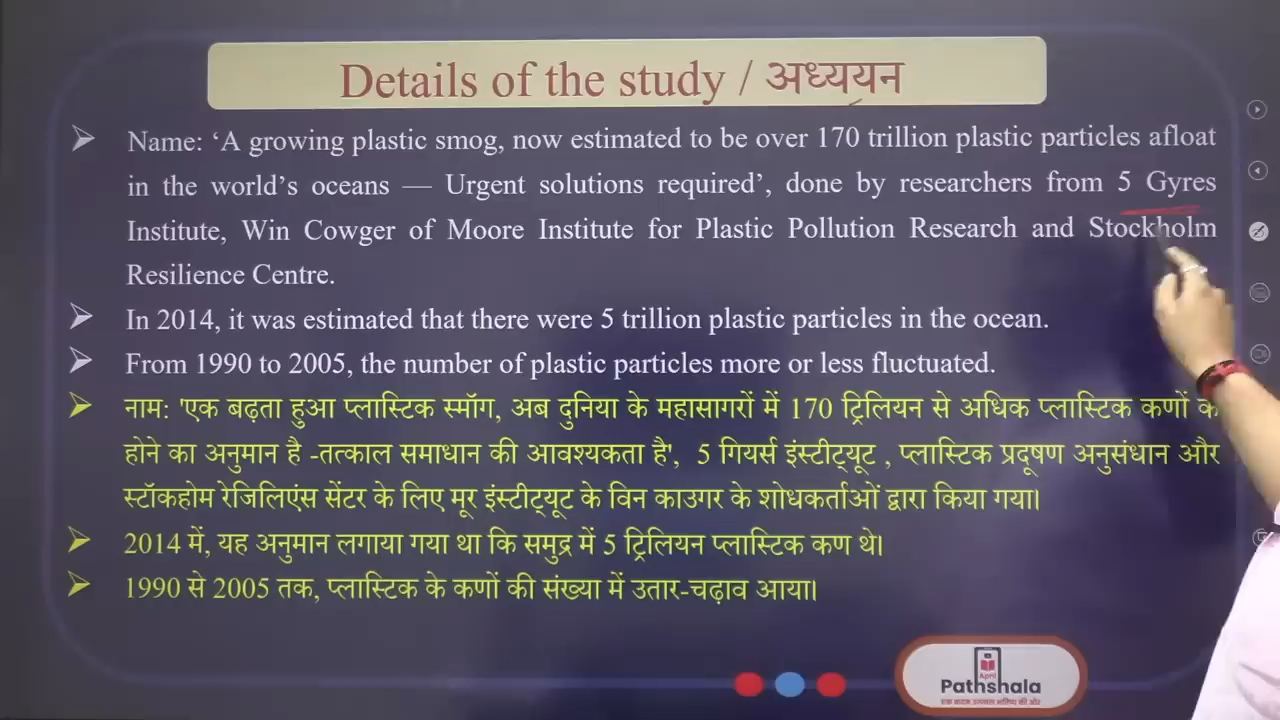 Details of the study / अध्ययन
Name: ‘A growing plastic smog, now estimated to be over 170 trillion plastic particles afloat
in the world’s oceans — Urgent solutions required’, done by researchers from 5 Gyres
Institute, Win Cowger of Moore Institute for Plastic Pollution Research and Stockholm
Resilience Centre.
In 2014, it was estimated that there were 5 trillion plastic particles in the ocean.
From 1990 to 2005, the number of plastic particles more or less fluctuated.
नाम: 'एक बढ़ता हुआ प्लास्टिक स्मॉग, अब दुनिया के महासागरों में 170 ट्रिलियन से अधिक प्लास्टिक कणों के
होने का अनुमान है -तत्काल समाधान की आवश्यकता है', 5 गियर्स इंस्टीट्यूट , प्लास्टिक प्रदूषण अनुसंधान और
स्टॉकहोम रेजिलिएंस सेंटर के लिए मूर इंस्टीट्यूट के विन काउगर के शोधकर्ताओं द्वारा किया गया।
2014 में, यह अनुमान लगाया गया था कि समुद्र में 5 ट्रिलियन प्लास्टिक कण थे।
1990 से 2005 तक, प्लास्टिक के कणों की संख्या में उतार-चढ़ाव आया।
Apni
Pathshala
एक कदम उज्जवल भविष्य की ओर